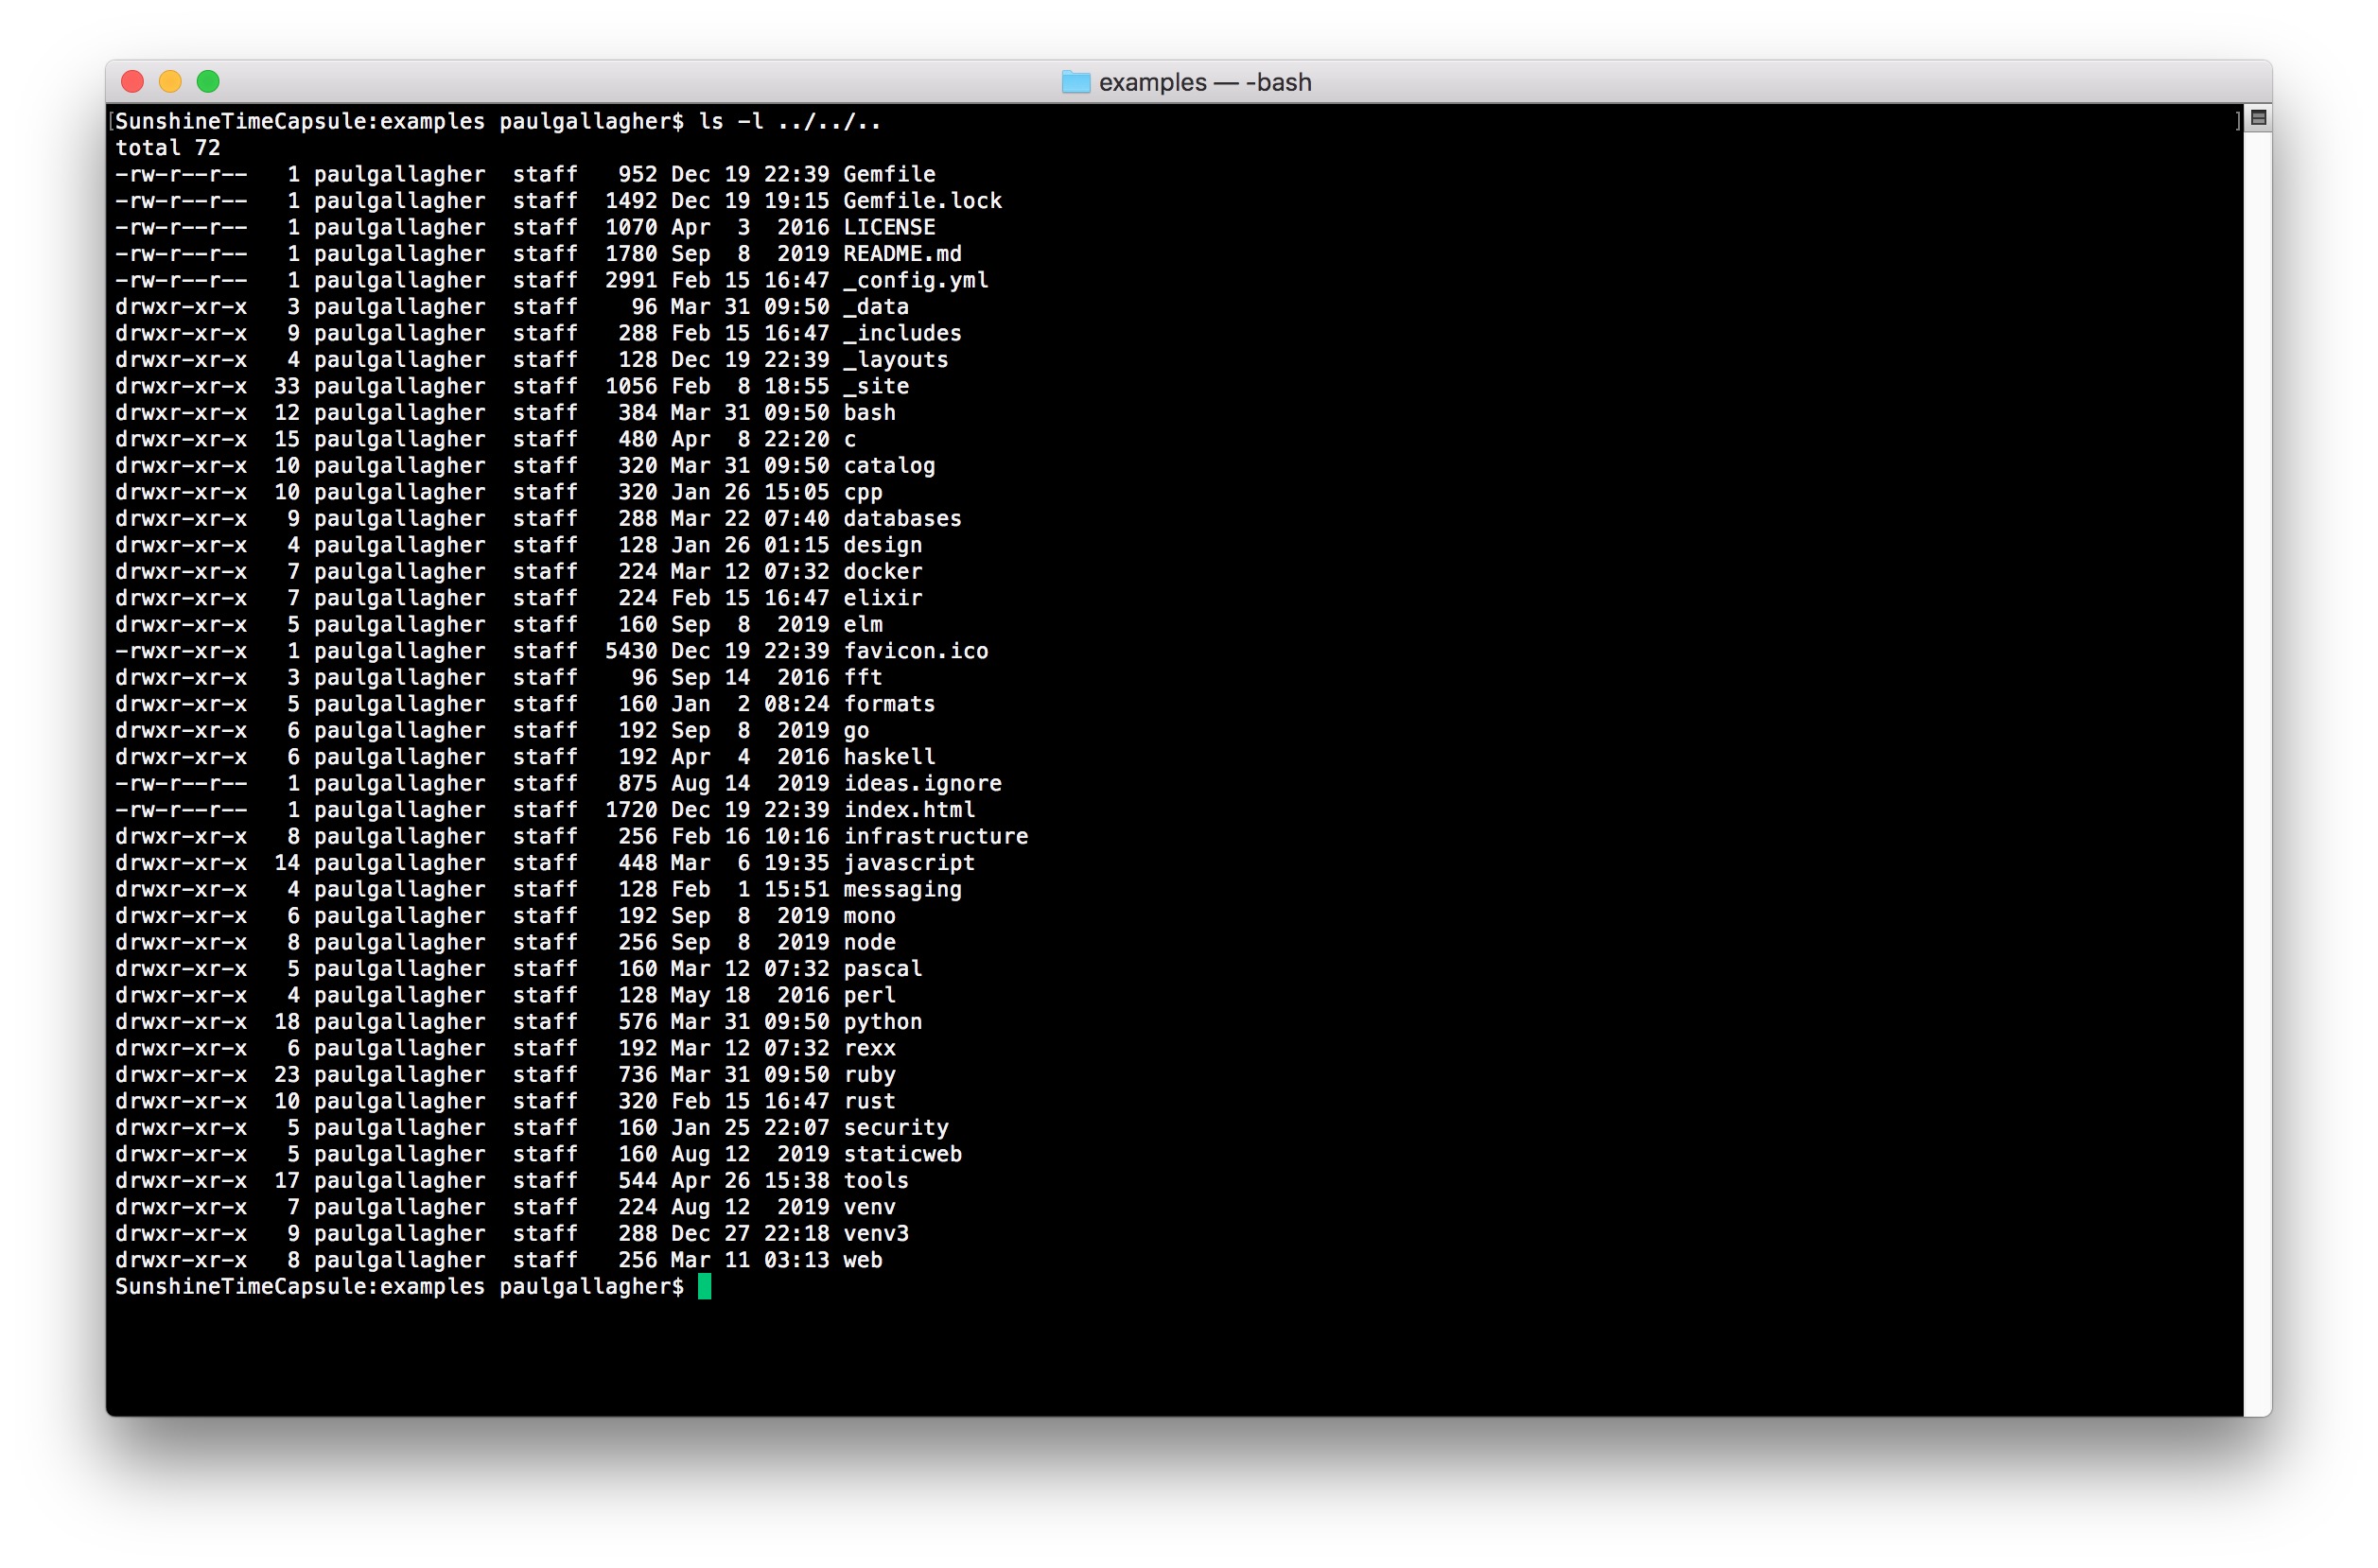 examples — -bash
[SunshineTimeCapsule:examples paulgallagher$ ls -l ../../.. ]
total 72
-rw-r--r--   1 paulgallagher  staff   952 Dec 19 22:39 Gemfile
-rw-r--r--   1 paulgallagher  staff  1492 Dec 19 19:15 Gemfile.lock
-rw-r--r--   1 paulgallagher  staff  1070 Apr  3  2016 LICENSE
-rw-r--r--   1 paulgallagher  staff  1780 Sep  8  2019 README.md
-rw-r--r--   1 paulgallagher  staff  2991 Feb 15 16:47 _config.yml
drwxr-xr-x   3 paulgallagher  staff    96 Mar 31 09:50 _data
drwxr-xr-x   9 paulgallagher  staff   288 Feb 15 16:47 _includes
drwxr-xr-x   4 paulgallagher  staff   128 Dec 19 22:39 _layouts
drwxr-xr-x  33 paulgallagher  staff  1056 Feb  8 18:55 _site
drwxr-xr-x  12 paulgallagher  staff   384 Mar 31 09:50 bash
drwxr-xr-x  15 paulgallagher  staff   480 Apr  8 22:20 c
drwxr-xr-x  10 paulgallagher  staff   320 Mar 31 09:50 catalog
drwxr-xr-x  10 paulgallagher  staff   320 Jan 26 15:05 cpp
drwxr-xr-x   9 paulgallagher  staff   288 Mar 22 07:40 databases
drwxr-xr-x   4 paulgallagher  staff   128 Jan 26 01:15 design
drwxr-xr-x   7 paulgallagher  staff   224 Mar 12 07:32 docker
drwxr-xr-x   7 paulgallagher  staff   224 Feb 15 16:47 elixir
drwxr-xr-x   5 paulgallagher  staff   160 Sep  8  2019 elm
-rwxr-xr-x   1 paulgallagher  staff  5430 Dec 19 22:39 favicon.ico
drwxr-xr-x   3 paulgallagher  staff    96 Sep 14  2016 fft
drwxr-xr-x   5 paulgallagher  staff   160 Jan  2 08:24 formats
drwxr-xr-x   6 paulgallagher  staff   192 Sep  8  2019 go
drwxr-xr-x   6 paulgallagher  staff   192 Apr  4  2016 haskell
-rw-r--r--   1 paulgallagher  staff   875 Aug 14  2019 ideas.ignore
-rw-r--r--   1 paulgallagher  staff  1720 Dec 19 22:39 index.html
drwxr-xr-x   8 paulgallagher  staff   256 Feb 16 10:16 infrastructure
drwxr-xr-x  14 paulgallagher  staff   448 Mar  6 19:35 javascript
drwxr-xr-x   4 paulgallagher  staff   128 Feb  1 15:51 messaging
drwxr-xr-x   6 paulgallagher  staff   192 Sep  8  2019 mono
drwxr-xr-x   8 paulgallagher  staff   256 Sep  8  2019 node
drwxr-xr-x   5 paulgallagher  staff   160 Mar 12 07:32 pascal
drwxr-xr-x   4 paulgallagher  staff   128 May 18  2016 perl
drwxr-xr-x  18 paulgallagher  staff   576 Mar 31 09:50 python
drwxr-xr-x   6 paulgallagher  staff   192 Mar 12 07:32 rexx
drwxr-xr-x  23 paulgallagher  staff   736 Mar 31 09:50 ruby
drwxr-xr-x  10 paulgallagher  staff   320 Feb 15 16:47 rust
drwxr-xr-x   5 paulgallagher  staff   160 Jan 25 22:07 security
drwxr-xr-x   5 paulgallagher  staff   160 Aug 12  2019 staticweb
drwxr-xr-x  17 paulgallagher  staff   544 Apr 26 15:38 tools
drwxr-xr-x   7 paulgallagher  staff   224 Aug 12  2019 venv
drwxr-xr-x   9 paulgallagher  staff   288 Dec 27 22:18 venv3
drwxr-xr-x   8 paulgallagher  staff   256 Mar 11 03:13 web
SunshineTimeCapsule:examples paulgallagher$